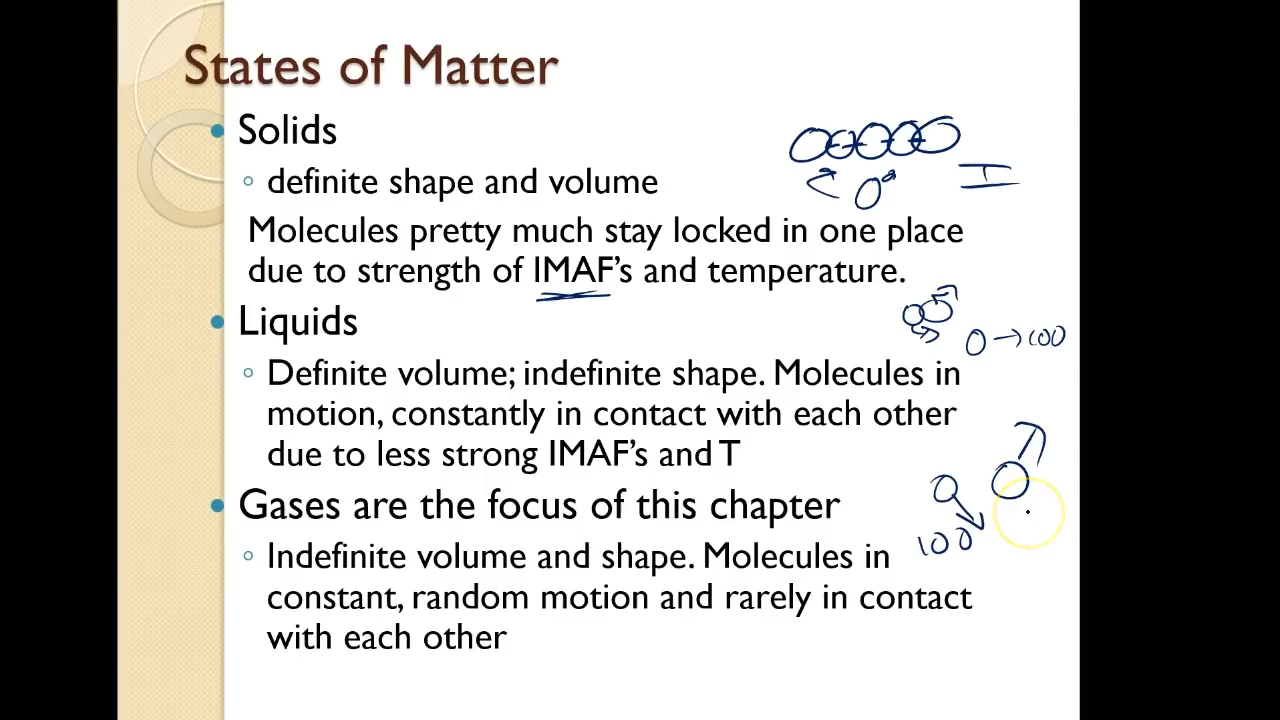 States of Matter
Solids
definite shape and volume
Molecules pretty much stay locked in one place
due to strength of IMAF's and temperature.
Liquids
0 → 100
Definite volume; indefinite shape. Molecules in
motion, constantly in contact with each other
due to less strong IMAF's and T
Gases are the focus of this chapter
100
Indefinite volume and shape. Molecules in
constant, random motion and rarely in contact
with each other